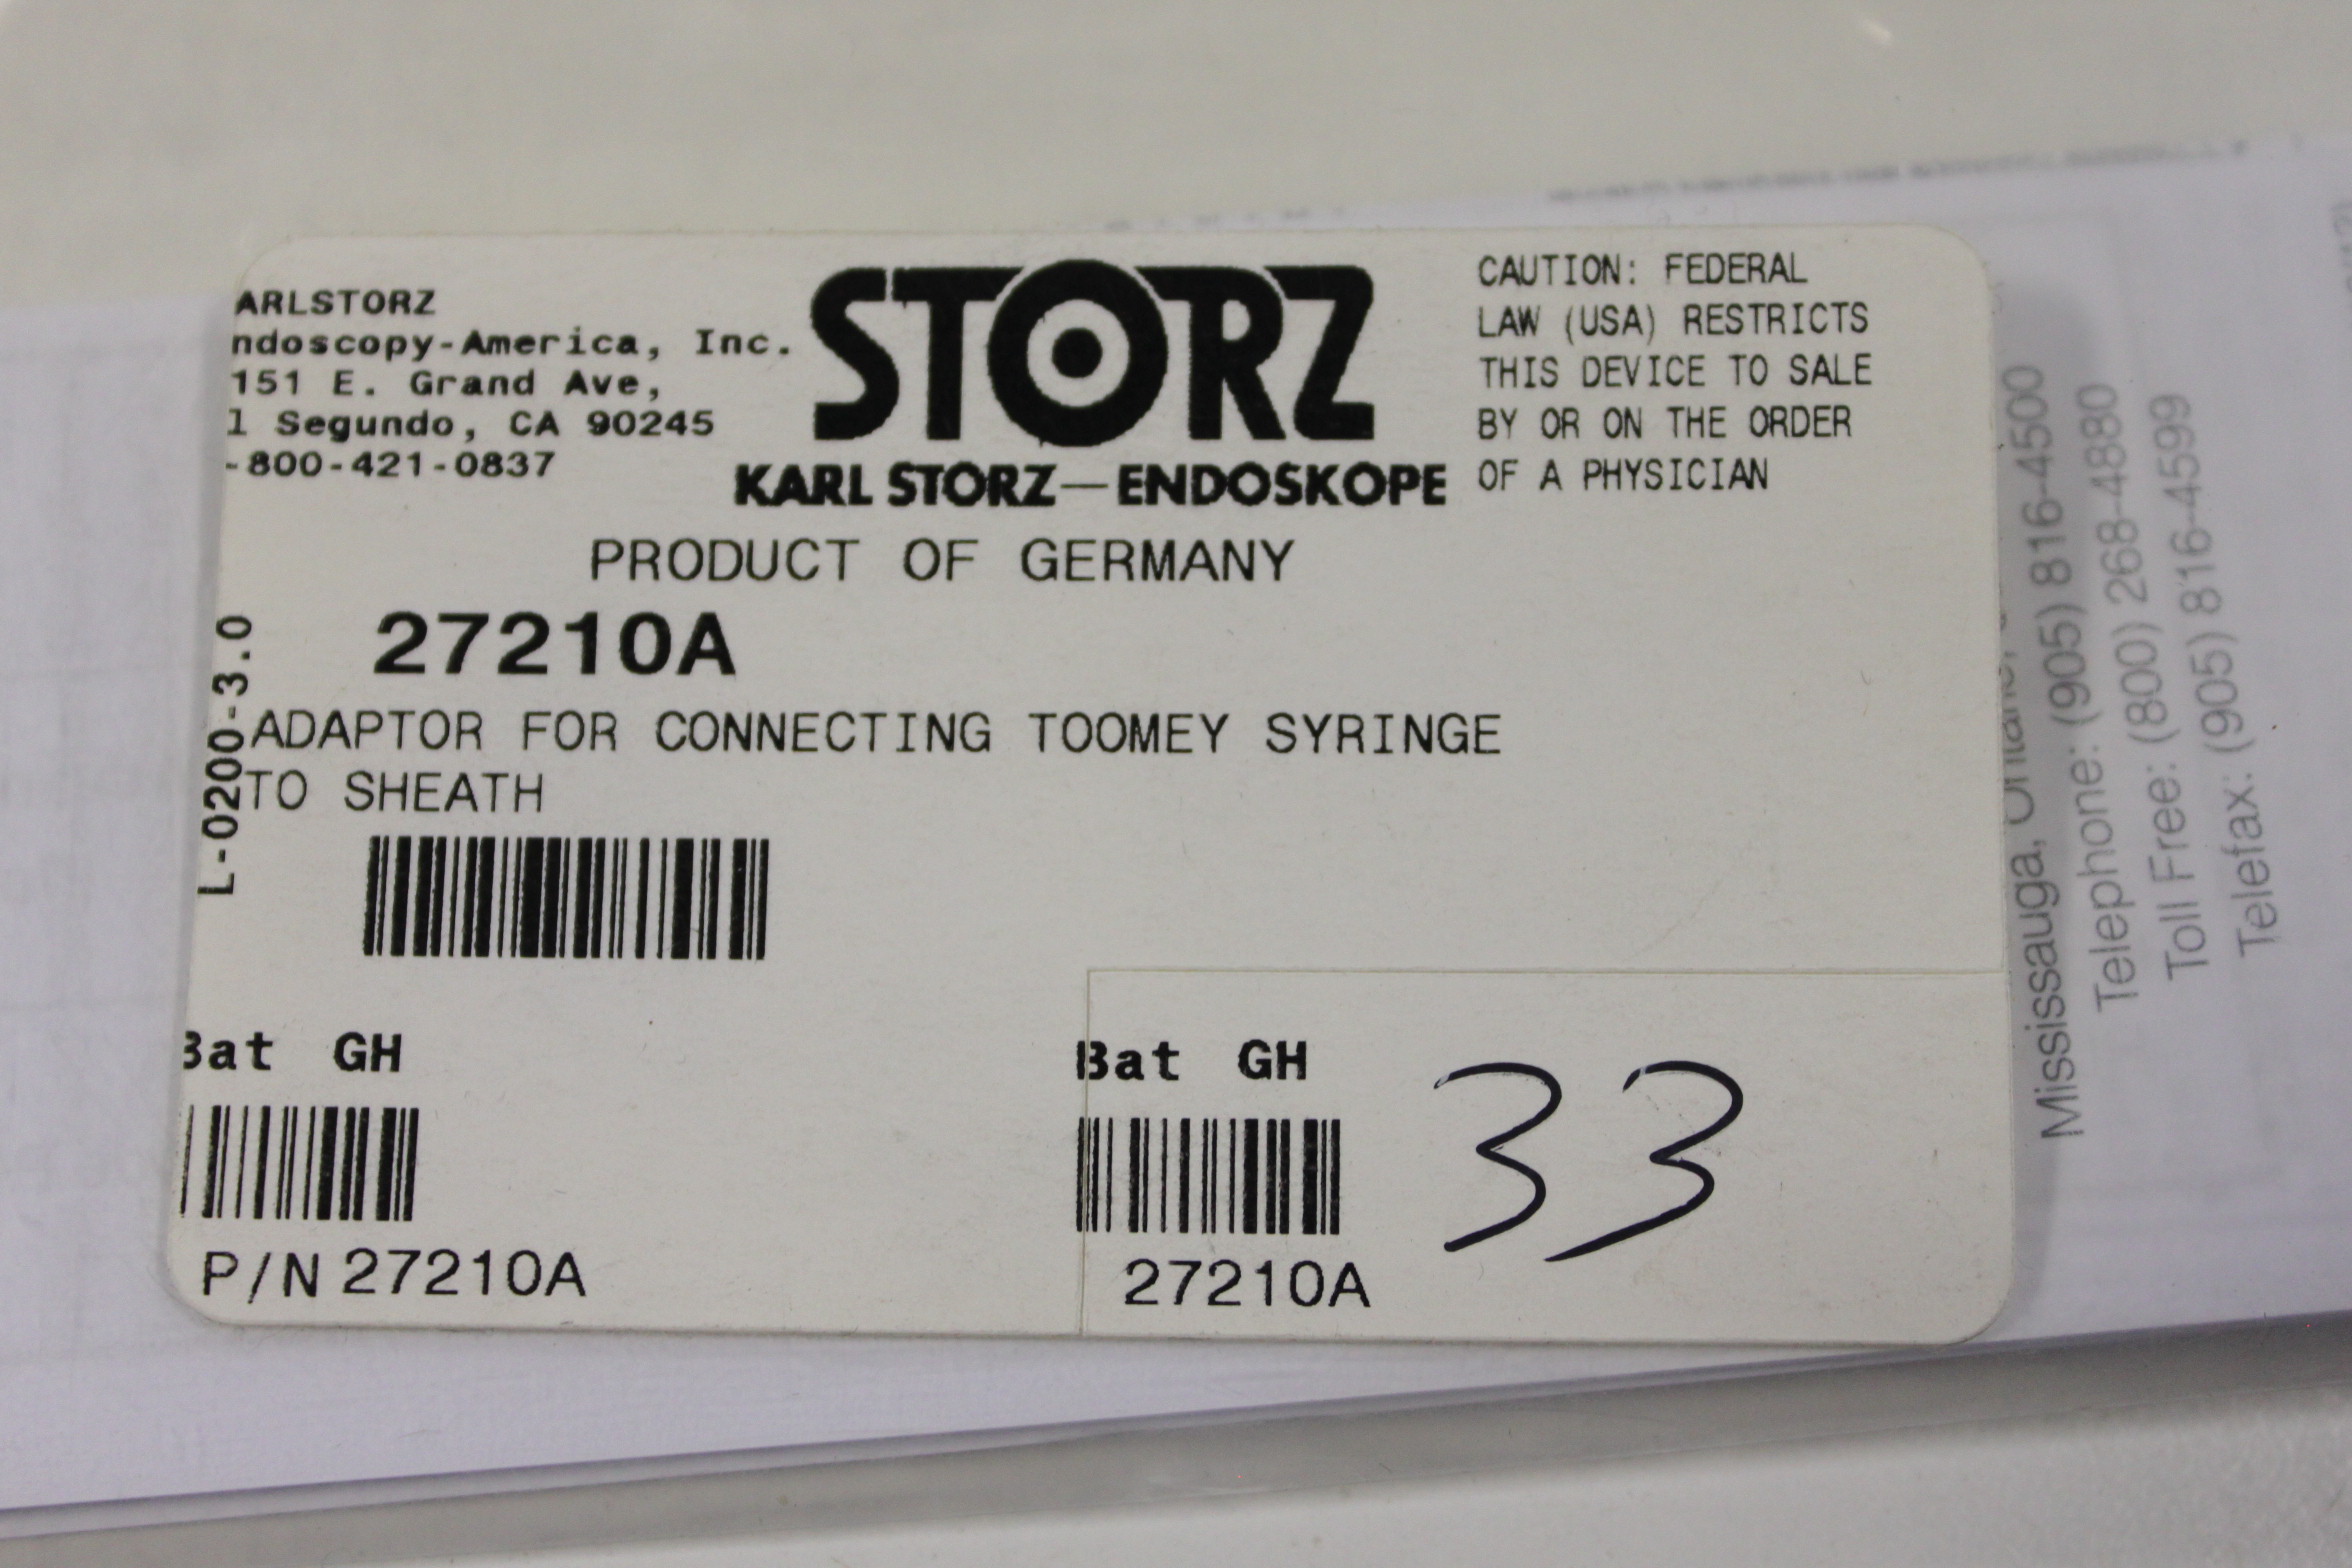 ARLSTORZ
ndoscopy-America, Inc.
151 E. Grand Ave,
l Segundo, CA 90245
-800-421-0837
STORZ
KARL STORZ—ENDOSKOPE
CAUTION: FEDERAL
LAW (USA) RESTRICTS
THIS DEVICE TO SALE
BY OR ON THE ORDER
OF A PHYSICIAN
PRODUCT OF GERMANY
27210A
L-0200-3.0
ADAPTOR FOR CONNECTING TOOMEY SYRINGE
TO SHEATH
Bat GH
P/N 27210A
Bat GH
27210A
33
Mississauga, Ontario,
Telephone: (905) 816-4500
Toll Free: (800) 268-4880
Telefax: (905) 816-4599